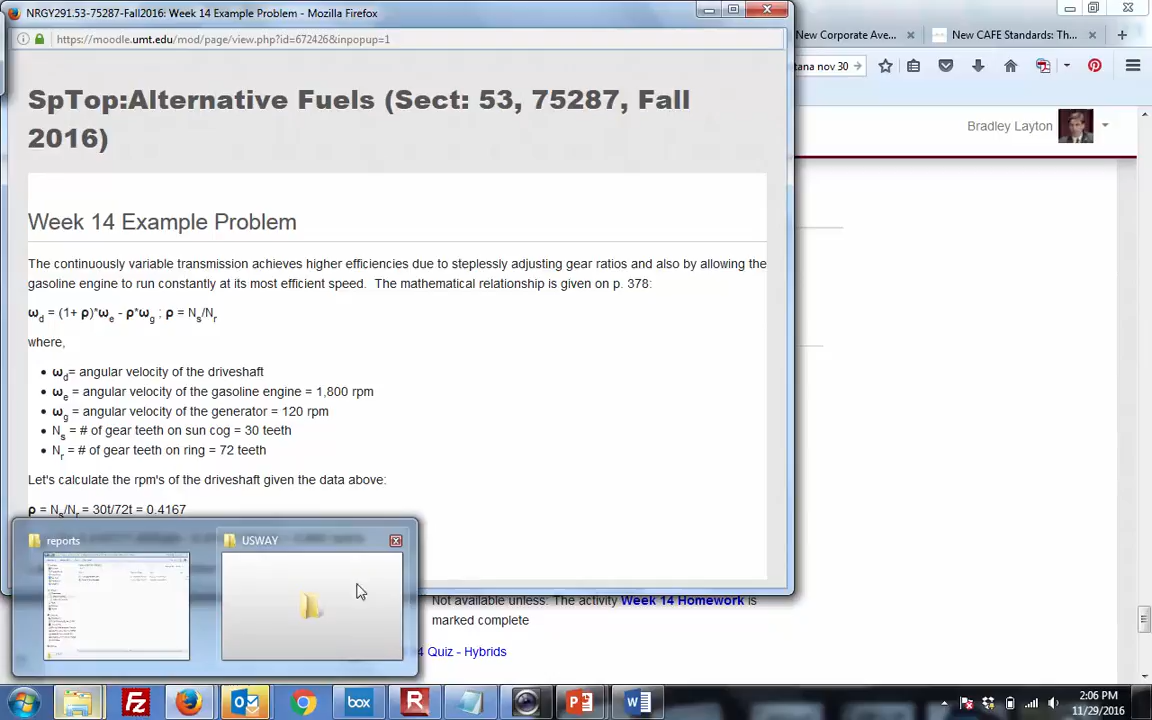 NRGY291.53-75287-Fall2016: Week 14 Example Problem - Mozilla Firefox
https://moodle.umt.edu/mod/page/view.php?id=672426&inpopup=1
New Corporate Ave...
New CAFE Standards: Th...
tana nov 30
Bradley Layton
SpTop:Alternative Fuels (Sect: 53, 75287, Fall
2016)
Week 14 Example Problem
The continuously variable transmission achieves higher efficiencies due to steplessly adjusting gear ratios and also by allowing the
gasoline engine to run constantly at its most efficient speed. The mathematical relationship is given on p. 378:
ωd = (1+ ρ)*ωe - ρ*ωg ; ρ = Ns/Nr
where,
ωd= angular velocity of the driveshaft
ωe = angular velocity of the gasoline engine = 1,800 rpm
ωg = angular velocity of the generator = 120 rpm
Ns = # of gear teeth on sun cog = 30 teeth
Nr = # of gear teeth on ring = 72 teeth
Let's calculate the rpm's of the driveshaft given the data above:
ρ = Ns/Nr = 30t/72t = 0.4167
reports
USWAY
Not available unless: The activity Week 14 Homework is
marked complete
4 Quiz - Hybrids
2:06 PM
11/29/2016